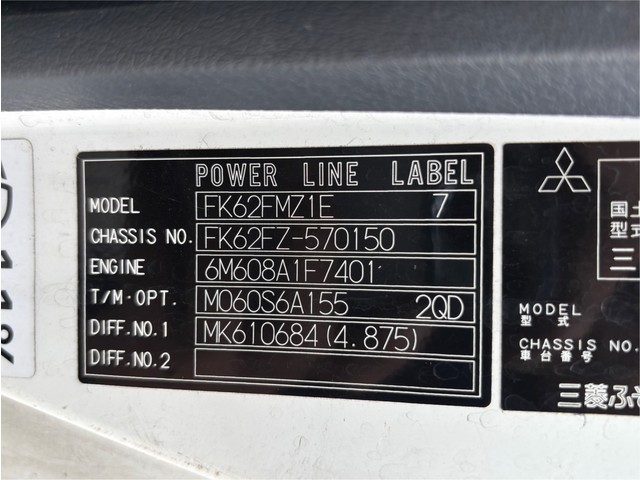 POWER LINE LABEL
MODEL FK62FMZ1E 7
CHASSIS NO. FK62FZ-570150
ENGINE 6M608A1F7401
T/M·OPT. M060S6A155 2QD
DIFF.NO.1 MK610684(4.875)
DIFF.NO.2
国土
型式
三
MODEL
型式
CHASSIS NO.
車台番号
三菱ふそ